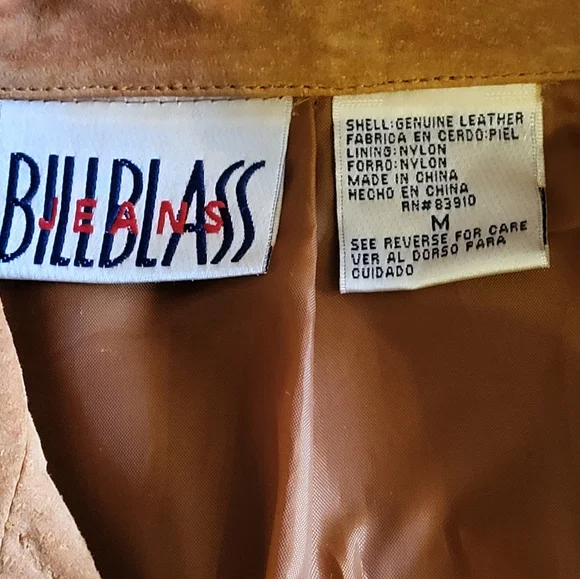 BILLBLASS
JEANS
SHELL:GENUINE LEATHER
FABRICA EN CERDO:PIEL
LINING:NYLON
FORRO:NYLON
MADE IN CHINA
HECHO EN CHINA
RN#83910
M
SEE REVERSE FOR CARE
VER AL DORSO PARA
CUIDADO